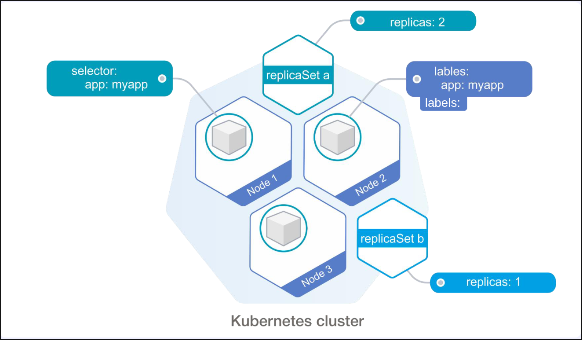 replicas: 2
selector:
app: myapp
replicaSet a
lables:
app: myapp
labels:
Node 1
Node 2
Node 3
replicaSet b
replicas: 1
Kubernetes cluster